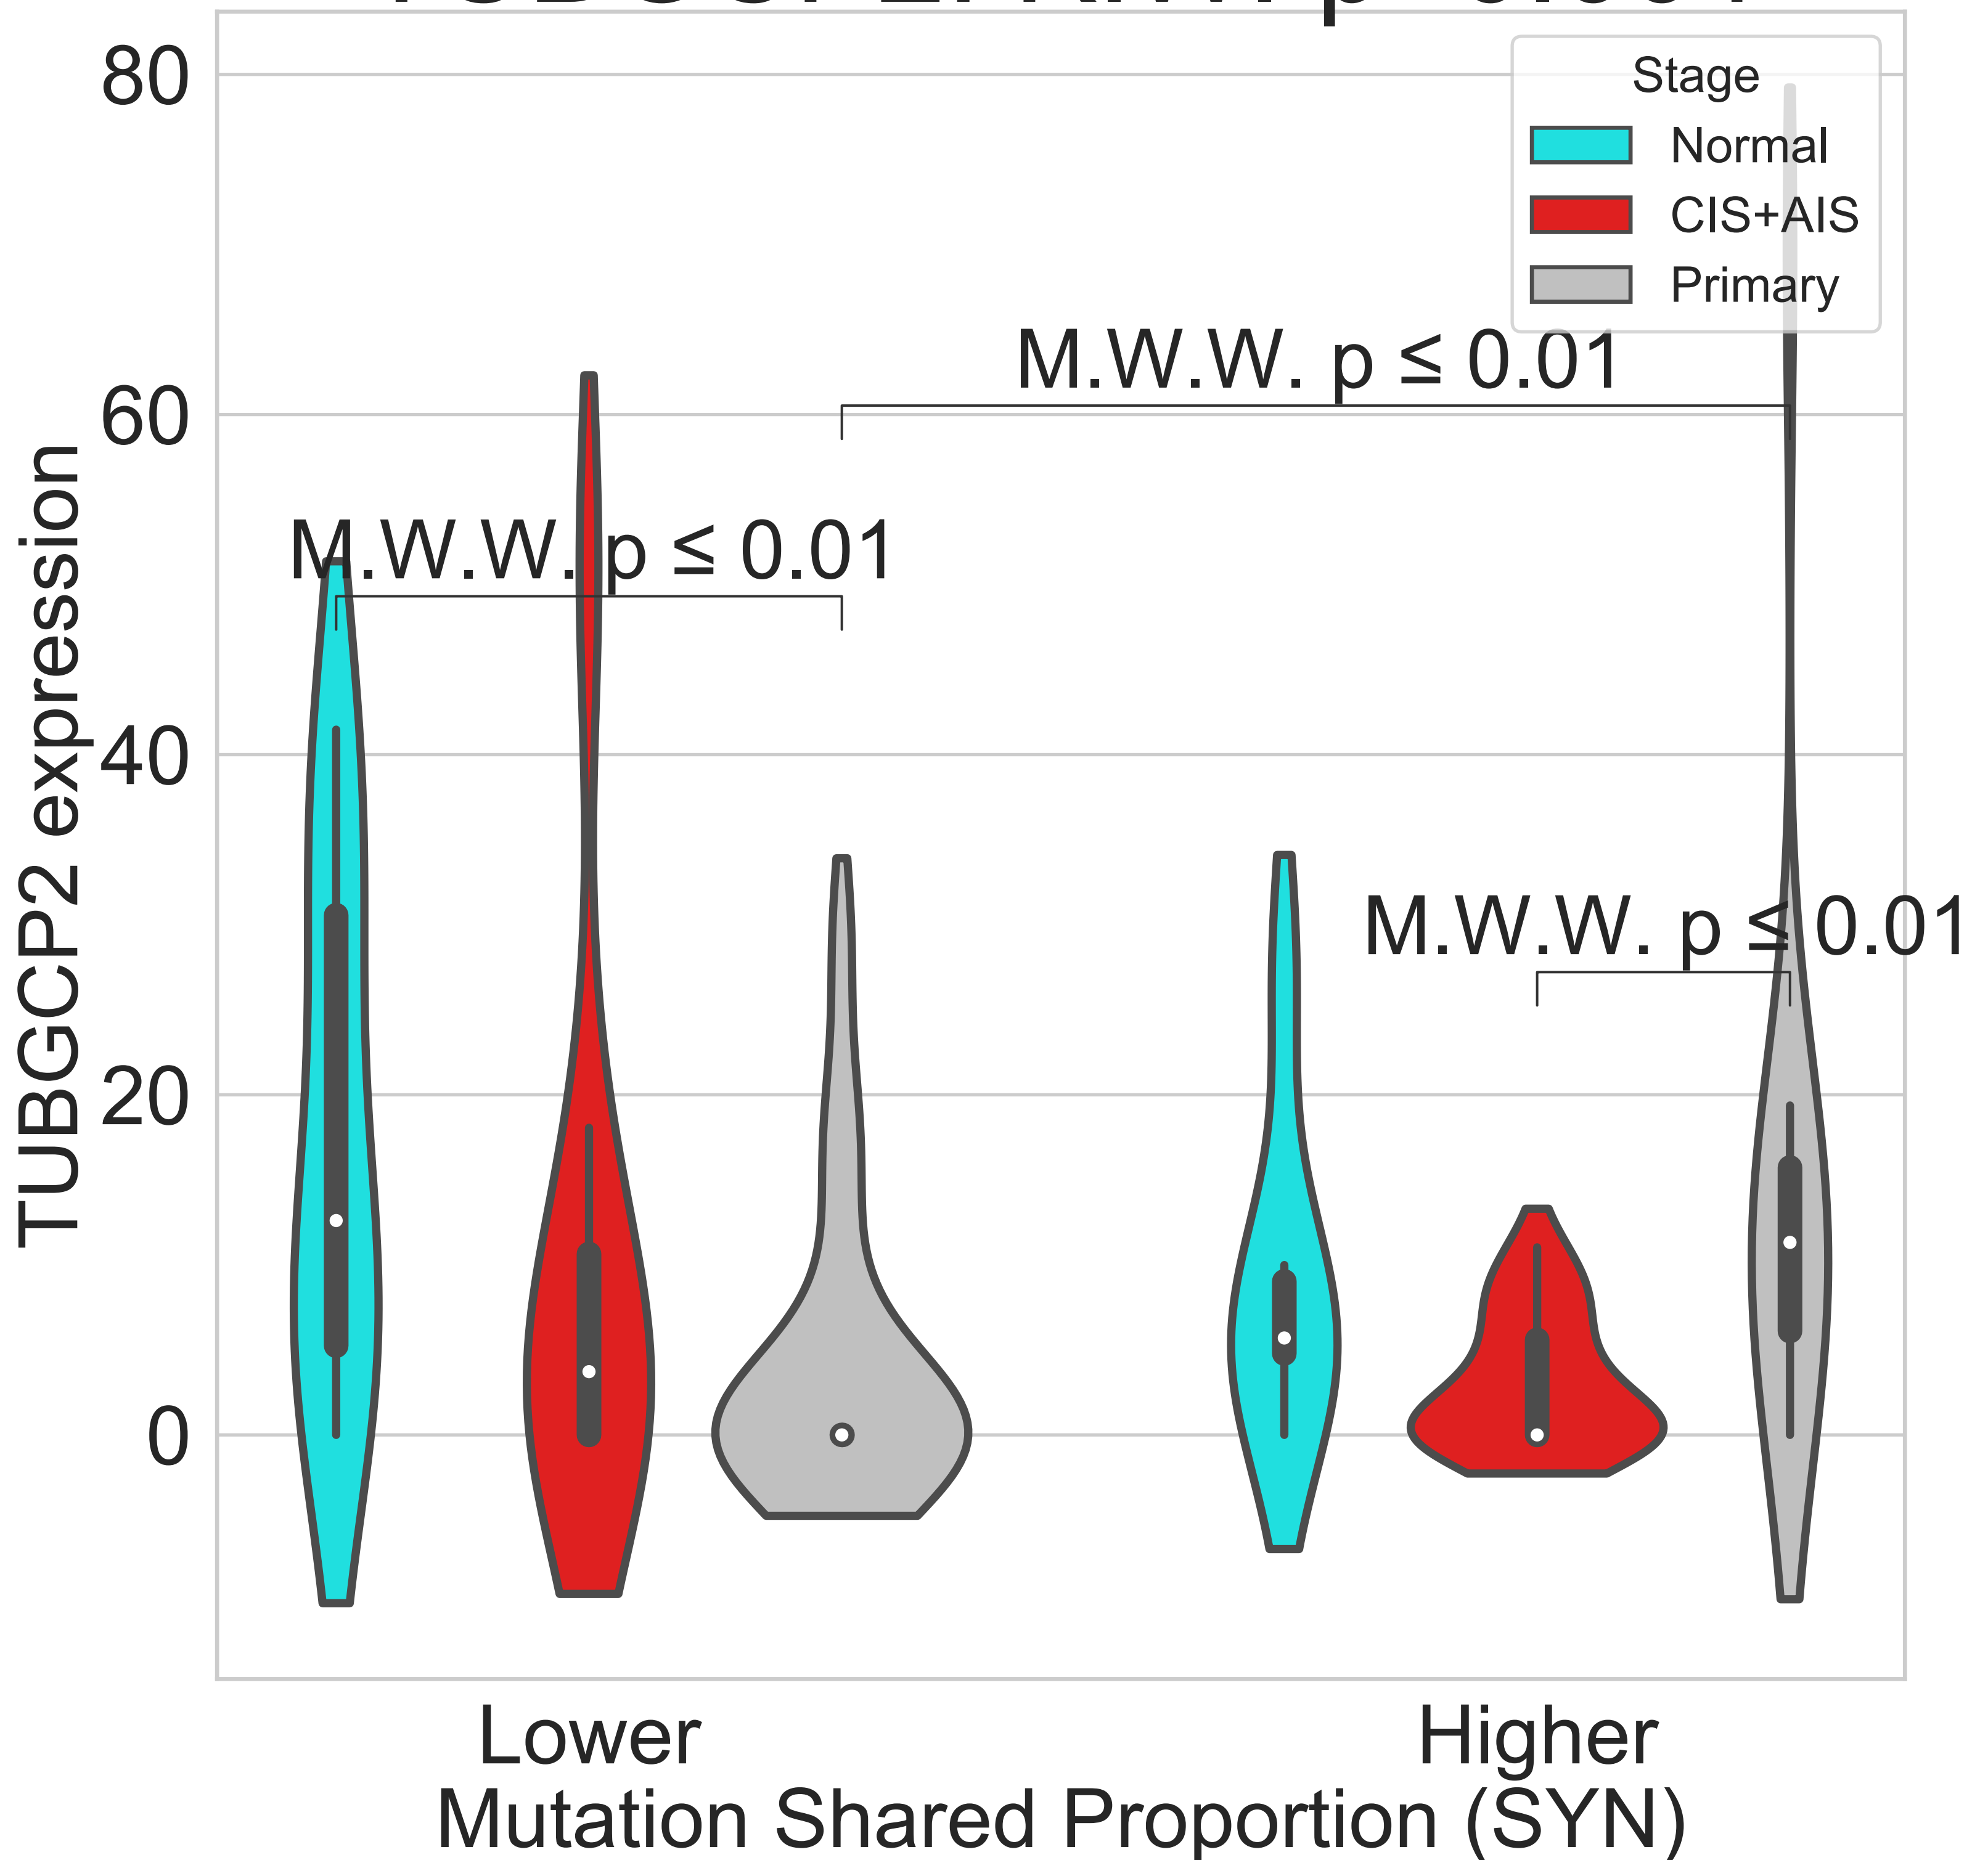 80
60
40
20
0
TUBGCP2 expression
Stage
Normal
CIS+AIS
Primary
M.W.W. p ≤ 0.01
M.W.W. p ≤ 0.01
M.W.W. p ≤ 0.01
Lower
Higher
Mutation Shared Proportion (SYN)